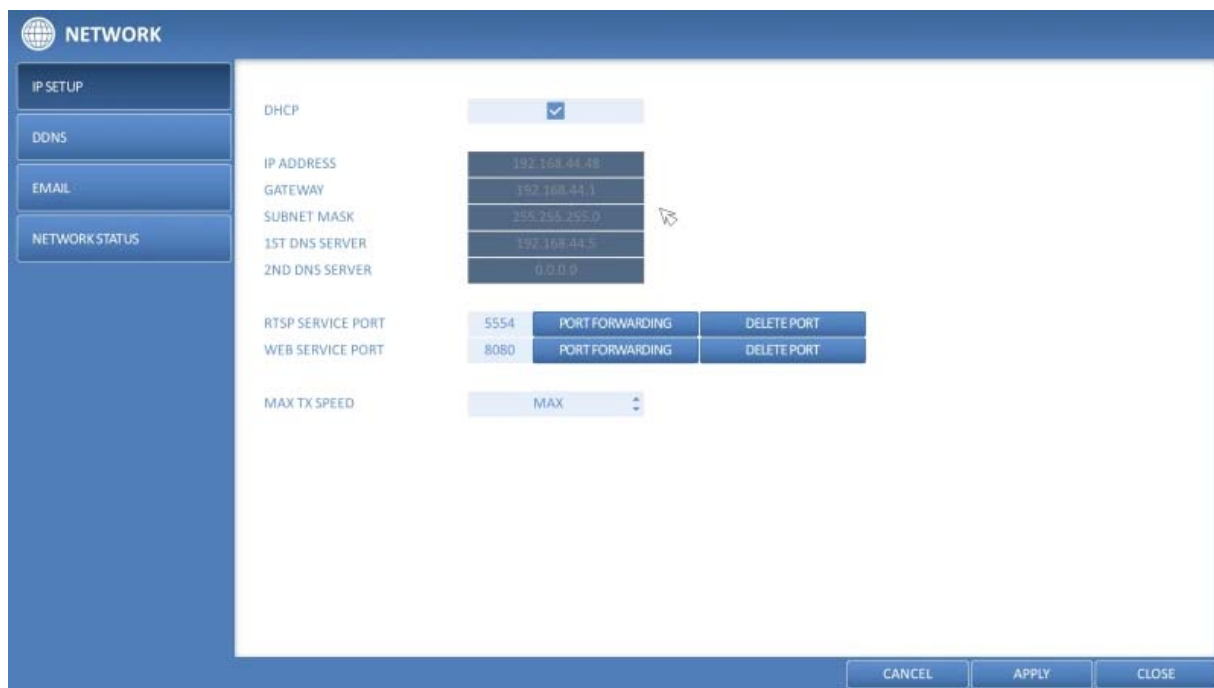 NETWORK
IP SETUP
DDNS
EMAIL
NETWORK STATUS
DHCP
IP ADDRESS 192.168.44.48
GATEWAY 192.168.44.1
SUBNET MASK 255.255.255.0
1ST DNS SERVER 192.168.44.5
2ND DNS SERVER 0.0.0.0
RTSP SERVICE PORT 5554 PORT FORWARDING DELETE PORT
WEB SERVICE PORT 8080 PORT FORWARDING DELETE PORT
MAX TX SPEED MAX
CANCEL APPLY CLOSE